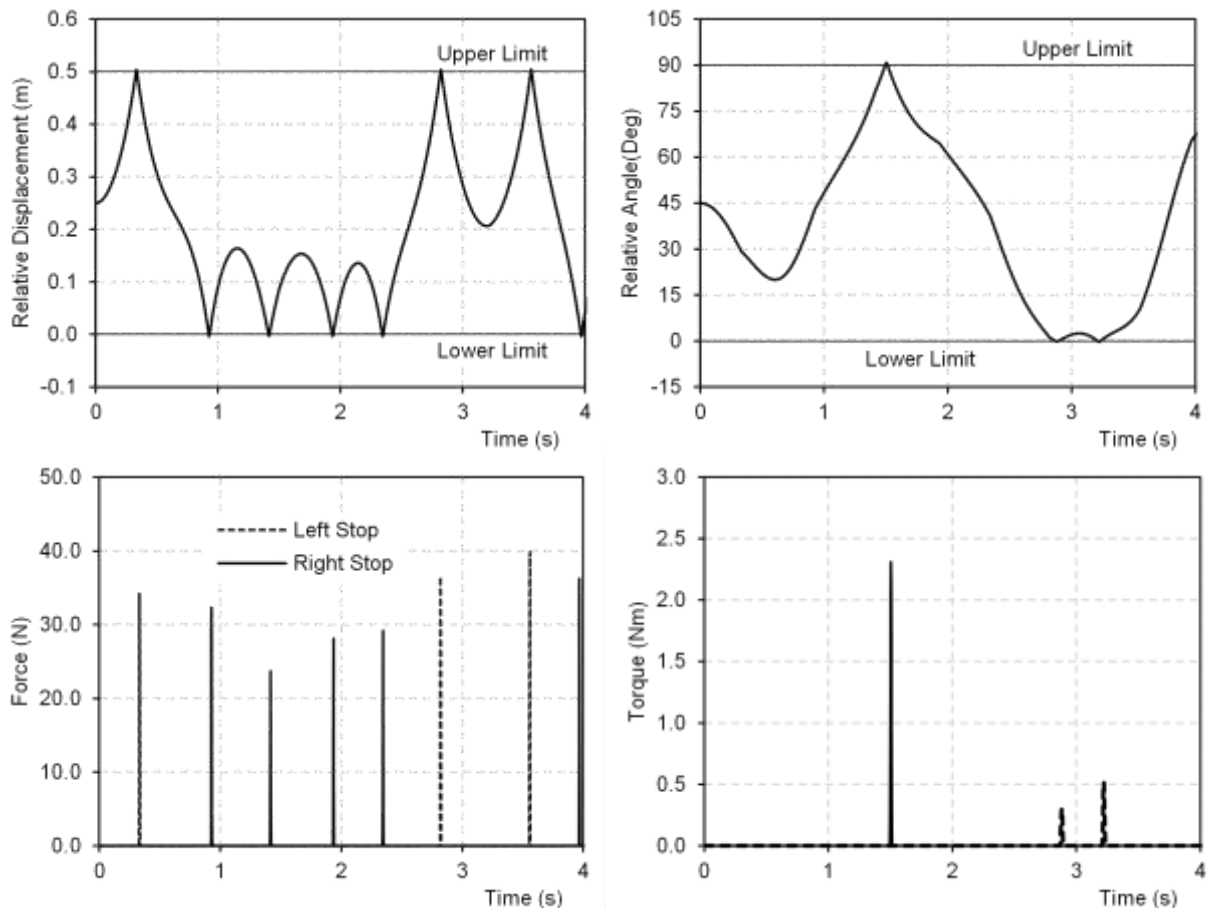 0.6
0.5
0.4
0.3
0.2
0.1
0.0
-0.1
Relative Displacement (m)
Upper Limit
Lower Limit
0 1 2 3 4
Time (s)
105
90
75
60
45
30
15
0
-15
Relative Angle(Deg)
Upper Limit
Lower Limit
0 1 2 3 4
Time (s)
50.0
40.0
30.0
20.0
10.0
0.0
Force (N)
Left Stop
Right Stop
0 1 2 3 4
Time (s)
3.0
2.5
2.0
1.5
1.0
0.5
0.0
Torque (Nm)
0 1 2 3 4
Time (s)